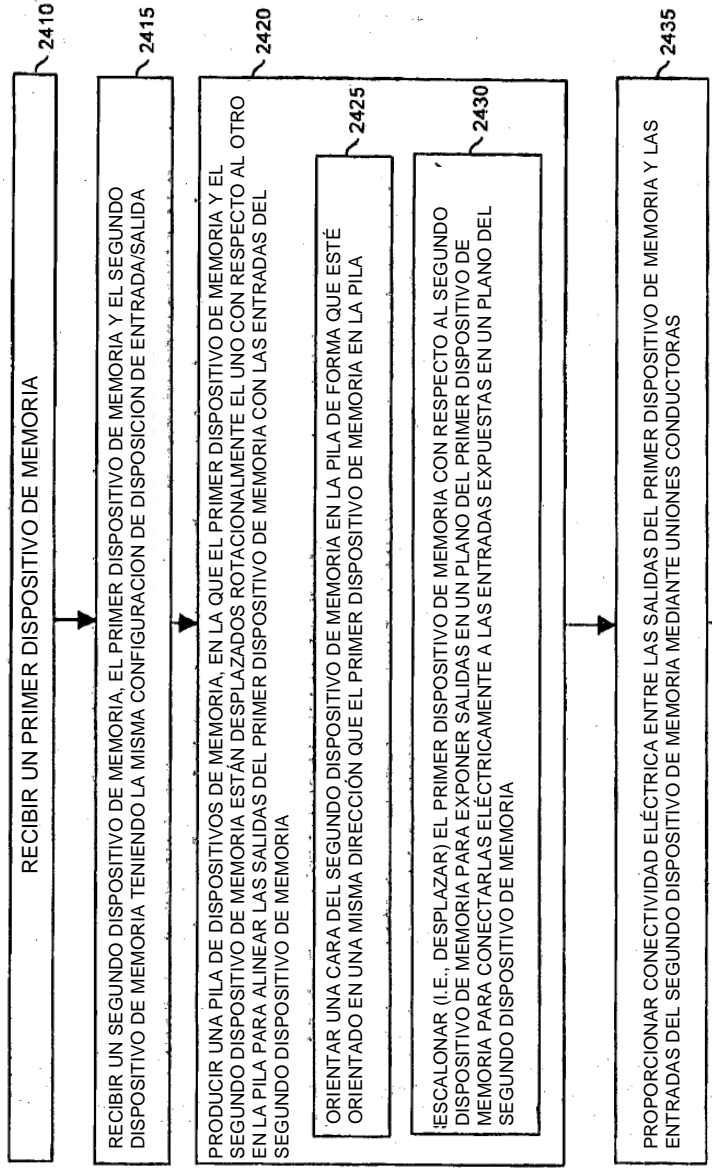 RECIBIR UN PRIMER DISPOSITIVO DE MEMORIA
2410
RECIBIR UN SEGUNDO DISPOSITIVO DE MEMORIA, EL PRIMER DISPOSITIVO DE MEMORIA Y EL SEGUNDO
DISPOSITIVO DE MEMORIA TENIENDO LA MISMA CONFIGURACION DE DISPOSICION DE ENTRADA/SALIDA
2415
PRODUCIR UNA PILA DE DISPOSITIVOS DE MEMORIA, EN LA QUE EL PRIMER DISPOSITIVO DE MEMORIA Y EL
SEGUNDO DISPOSITIVO DE MEMORIA ESTÁN DESPLAZADOS ROTACIONALMENTE EL UNO CON RESPECTO AL OTRO
EN LA PILA PARA ALINEAR LAS SALIDAS DEL PRIMER DISPOSITIVO DE MEMORIA CON LAS ENTRADAS DEL
SEGUNDO DISPOSITIVO DE MEMORIA
2420
ORIENTAR UNA CARA DEL SEGUNDO DISPOSITIVO DE MEMORIA EN LA PILA DE FORMA QUE ESTÉ
ORIENTADO EN UNA MISMA DIRECCIÓN QUE EL PRIMER DISPOSITIVO DE MEMORIA EN LA PILA
2425
ESCALONAR (I.E., DESPLAZAR) EL PRIMER DISPOSITIVO DE MEMORIA CON RESPECTO AL SEGUNDO
DISPOSITIVO DE MEMORIA PARA EXPONER SALIDAS EN UN PLANO DEL PRIMER DISPOSITIVO DE
MEMORIA PARA CONECTARLAS ELÉCTRICAMENTE A LAS ENTRADAS EXPUESTAS EN UN PLANO DEL
SEGUNDO DISPOSITIVO DE MEMORIA
2430
PROPORCIONAR CONECTIVIDAD ELÉCTRICA ENTRE LAS SALIDAS DEL PRIMER DISPOSITIVO DE MEMORIA Y LAS
ENTRADAS DEL SEGUNDO DISPOSITIVO DE MEMORIA MEDIANTE UNIONES CONDUCTORAS
2435